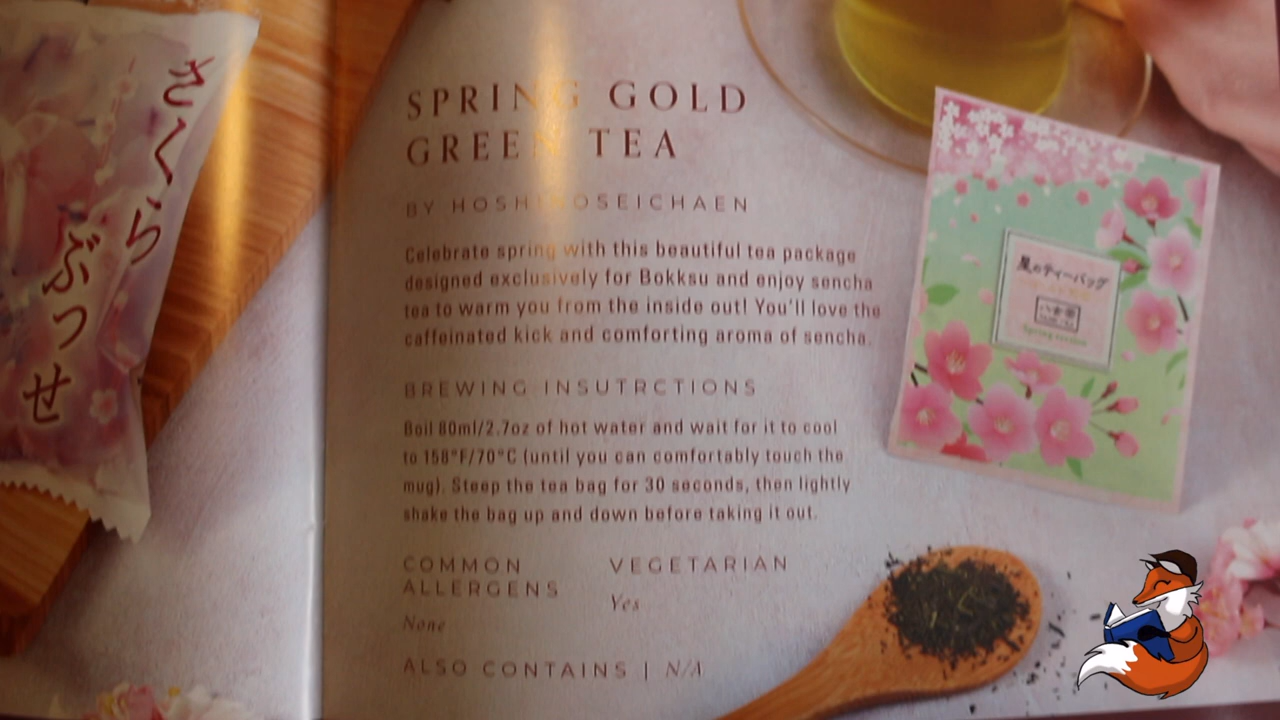 さくら
ぶっせ
SPRING GOLD
GREEN TEA
BY HOSHINOSEICHAEN
Celebrate spring with this beautiful tea package
designed exclusively for Bokksu and enjoy sencha
tea to warm you from the inside out! You'll love the
caffeinated kick and comforting aroma of sencha.
BREWING INSUTRCTIONS
Boil 80ml/2.7oz of hot water and wait for it to cool
to 158°F/70°C (until you can comfortably touch the
mug). Steep the tea bag for 30 seconds, then lightly
shake the bag up and down before taking it out.
COMMON
ALLERGENS
None
VEGETARIAN
Yes
ALSO CONTAINS | N/A
星のティーバッグ
八女茶